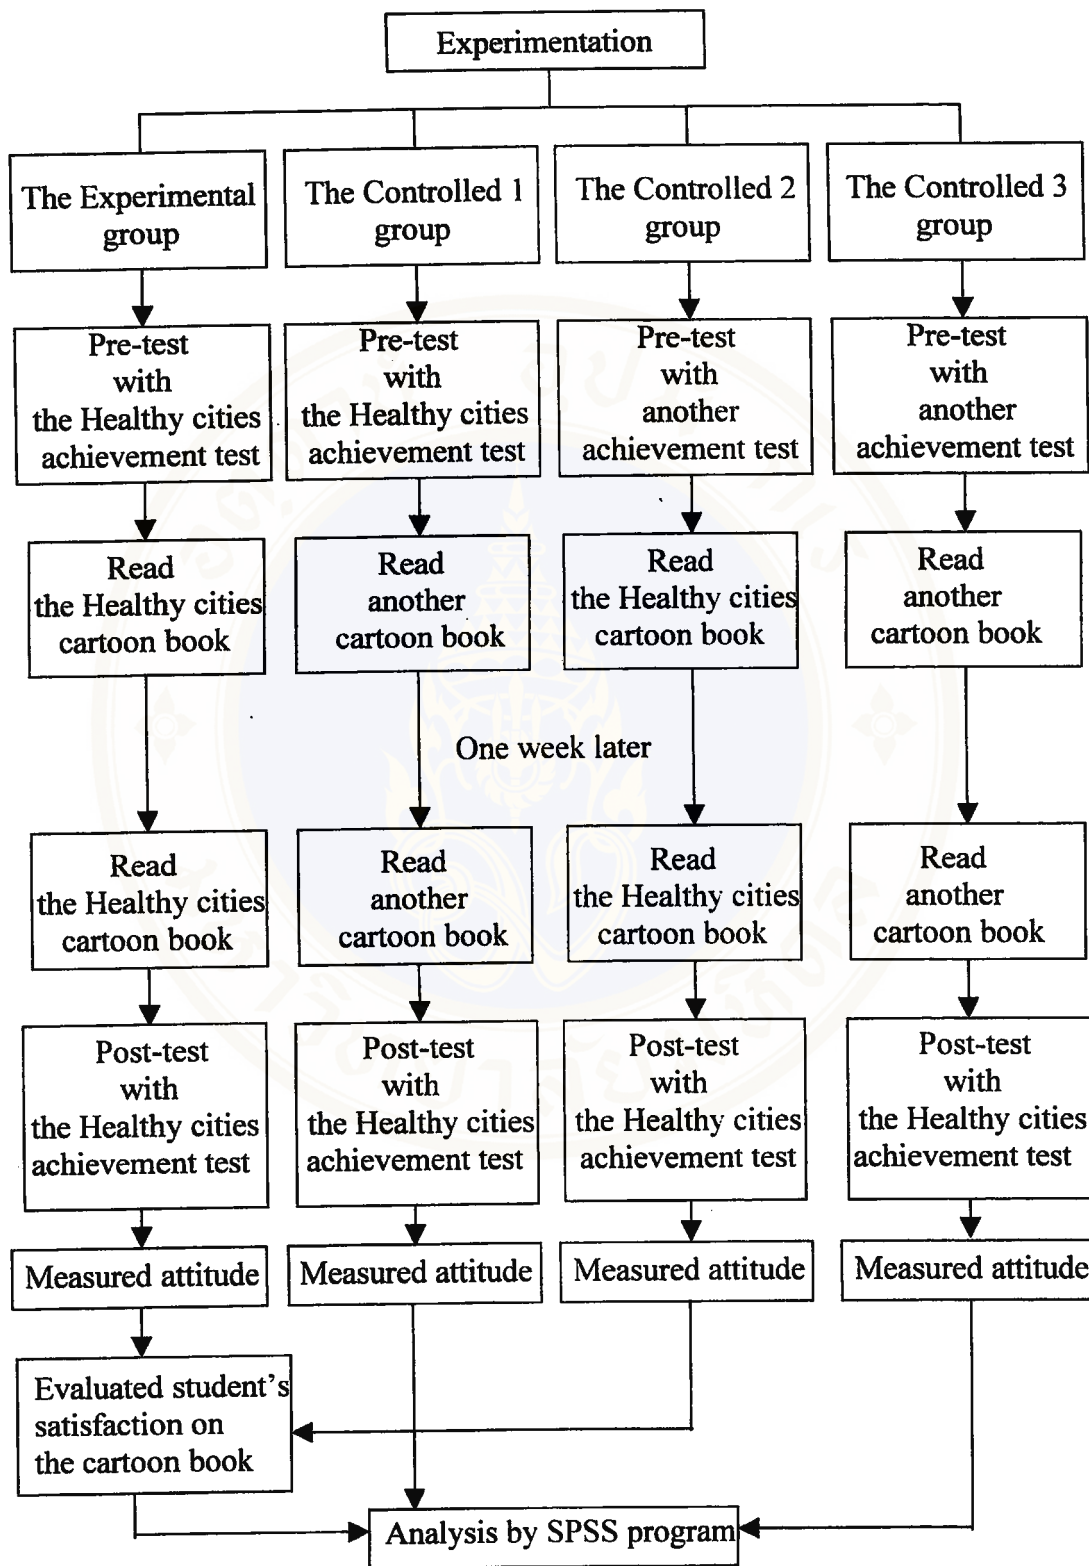 Experimentation
The Experimental
group
The Controlled 1
group
The Controlled 2
group
The Controlled 3
group
Pre-test
with
the Healthy cities
achievement test
Pre-test
with
the Healthy cities
achievement test
Pre-test
with
another
achievement test
Pre-test
with
another
achievement test
Read
the Healthy cities
cartoon book
Read
another
cartoon book
Read
the Healthy cities
cartoon book
Read
another
cartoon book
One week later
Read
the Healthy cities
cartoon book
Read
another
cartoon book
Read
the Healthy cities
cartoon book
Read
another
cartoon book
Post-test
with
the Healthy cities
achievement test
Post-test
with
the Healthy cities
achievement test
Post-test
with
the Healthy cities
achievement test
Post-test
with
the Healthy cities
achievement test
Measured attitude
Measured attitude
Measured attitude
Measured attitude
Evaluated student's
satisfaction on
the cartoon book
Analysis by SPSS program